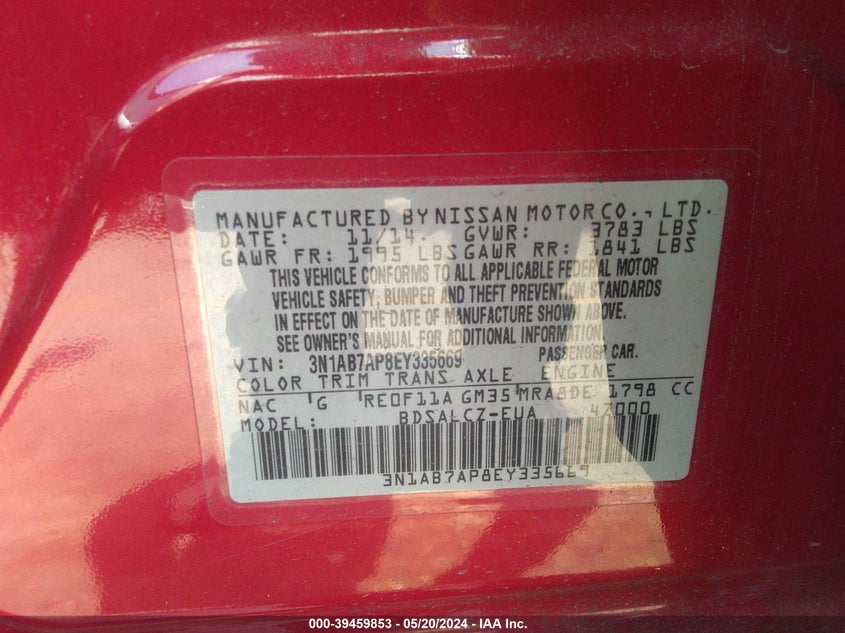 MANUFACTURED BY NISSAN MOTOR CO., LTD.
DATE: 11/14. GVWR: 3783 LBS
GAWR FR: 1995 LBS GAWR RR: 1841 LBS
THIS VEHICLE CONFORMS TO ALL APPLICABLE FEDERAL MOTOR
VEHICLE SAFETY, BUMPER AND THEFT PREVENTION STANDARDS
IN EFFECT ON THE DATE OF MANUFACTURE SHOWN ABOVE.
SEE OWNER'S MANUAL FOR ADDITIONAL INFORMATION.
VIN: 3N1AB7AP8EY335669 PASSENGER CAR.
COLOR TRIM TRANS AXLE ENGINE
NAC G RE0F11A GM35 MRA8DE 1798 CC
MODEL: BDSALCZ-EUA 47000
3N1AB7AP8EY335669
000-39459853 — 05/20/2024 — IAA Inc.